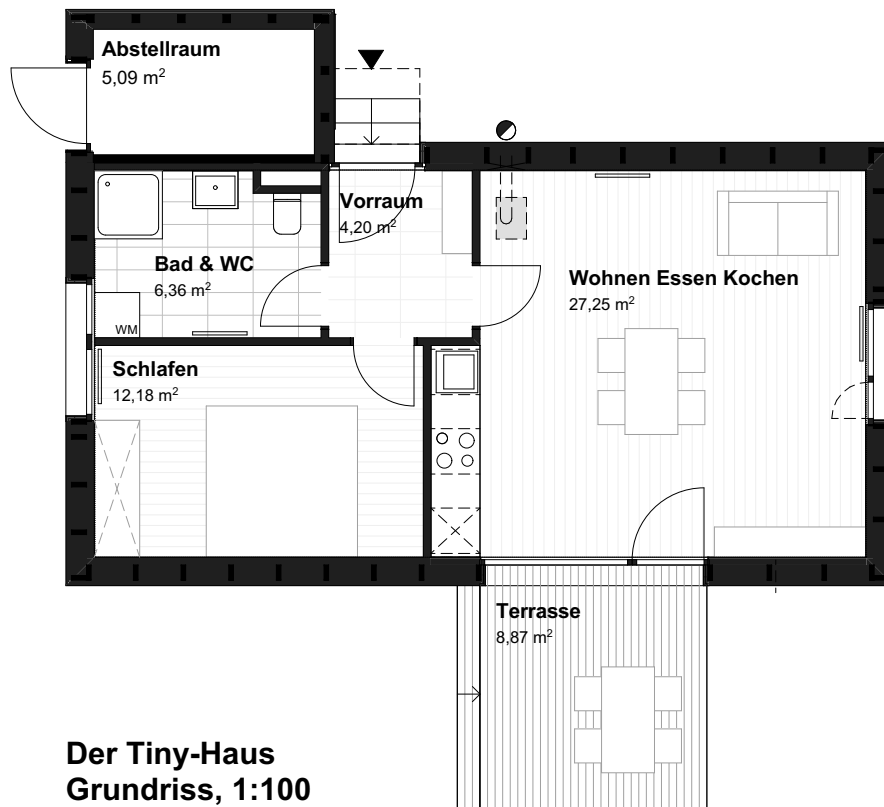 Abstellraum
5,09 m²
Vorraum
4,20 m²
Bad & WC
6,36 m²
WM
Wohnen Essen Kochen
27,25 m²
Schlafen
12,18 m²
Terrasse
8,87 m²
Der Tiny-Haus
Grundriss, 1:100